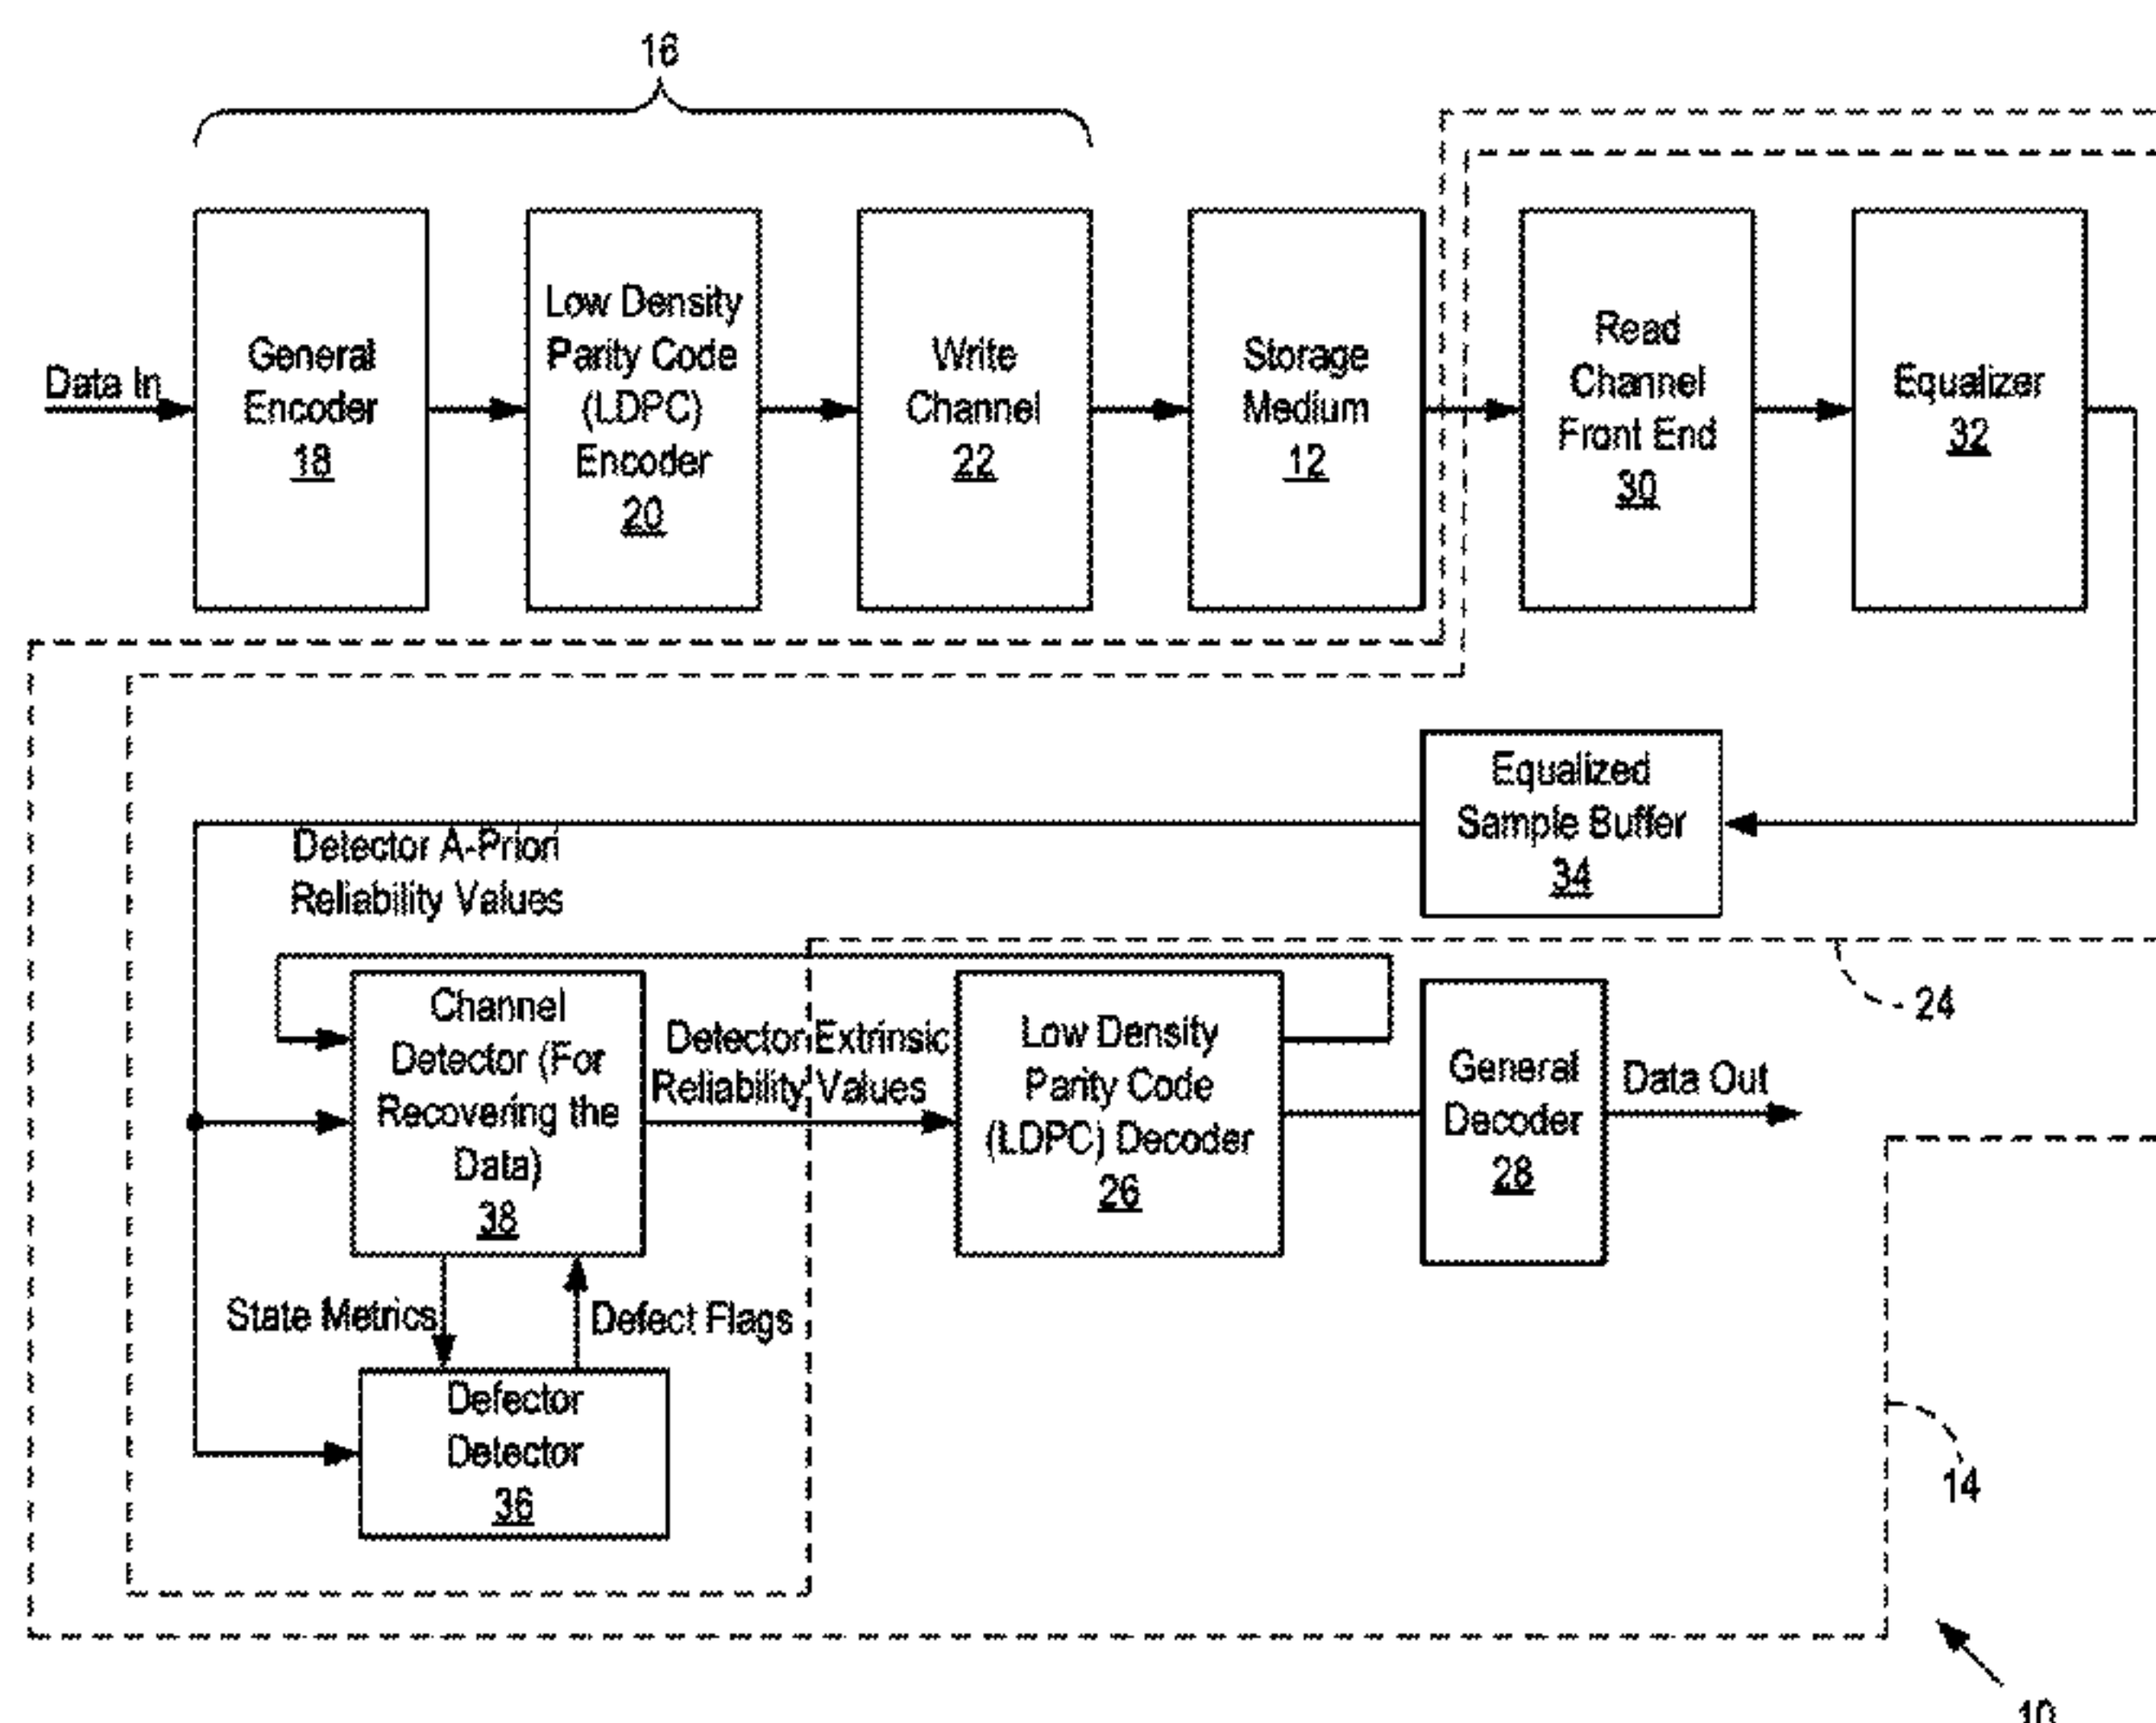 16
Data In
General
Encoder
18
Low Density
Parity Code
(LDPC)
Encoder
20
Write
Channel
22
Storage
Medium
12
Read
Channel
Front End
30
Equalizer
32
Equalized
Sample Buffer
34
Detector A-Priori
Reliability Values
24
Channel
Detector (For
Recovering the
Data)
38
Detector Extrinsic
Reliability Values
Low Density
Parity Code
(LDPC) Decoder
26
General
Decoder
28
Data Out
State Metrics
Defect Flags
Defector
Detector
36
14
10